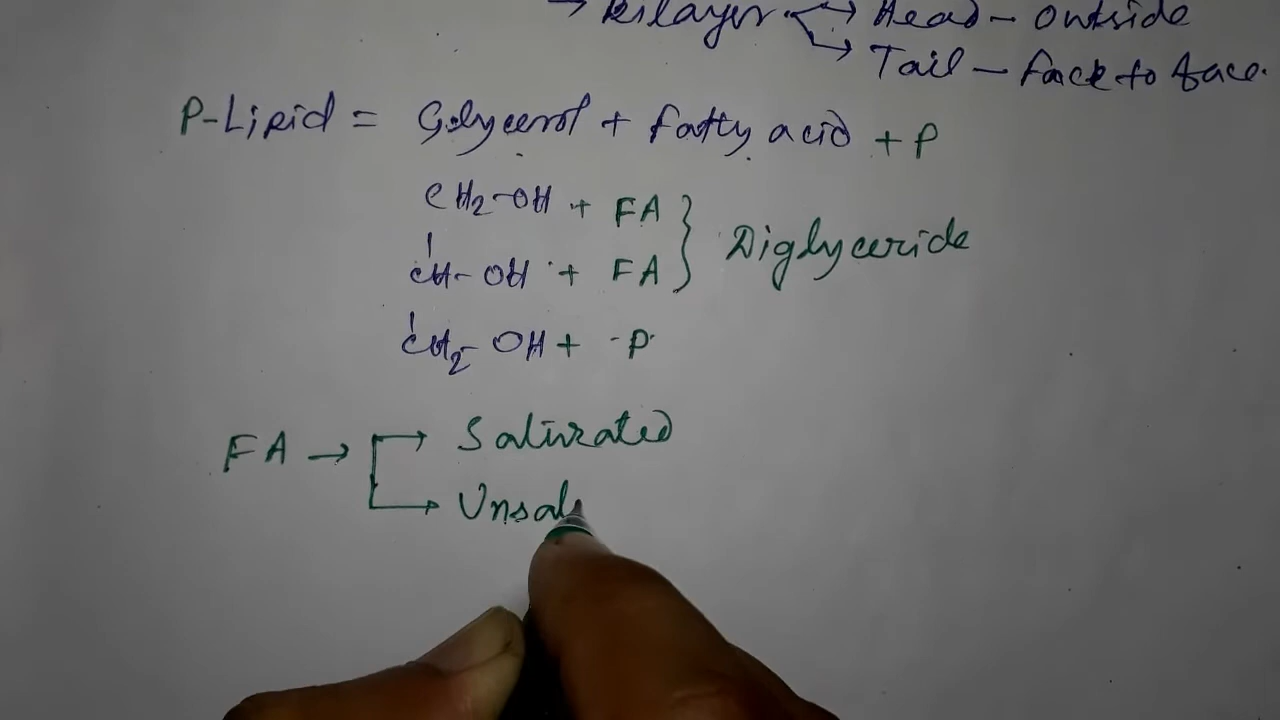 → Bilayer → Head - Outside
→ Tail - face to face.
P-Lipid = Glycerol + fatty acid + P
CH2-OH + FA
CH-OH + FA } Diglyceride
CH2-OH + -P
FA → → Saturated
→ Unsat